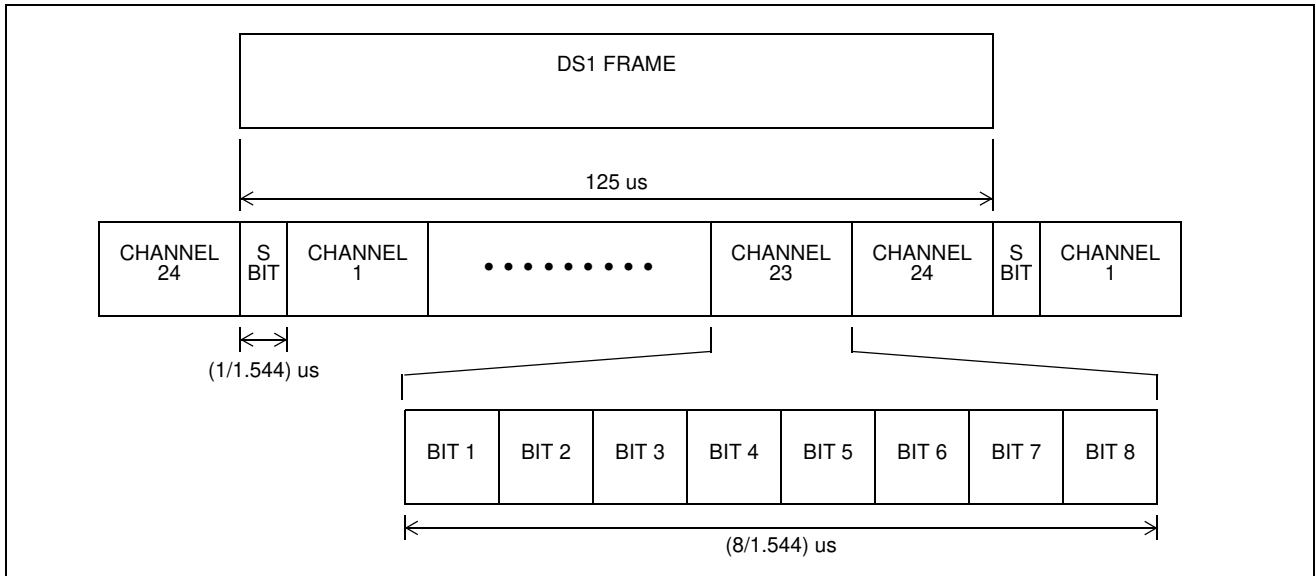 DS1 FRAME
125 us
CHANNEL
24
S
BIT
CHANNEL
1
CHANNEL
23
CHANNEL
24
S
BIT
CHANNEL
1
(1/1.544) us
BIT 1
BIT 2
BIT 3
BIT 4
BIT 5
BIT 6
BIT 7
BIT 8
(8/1.544) us